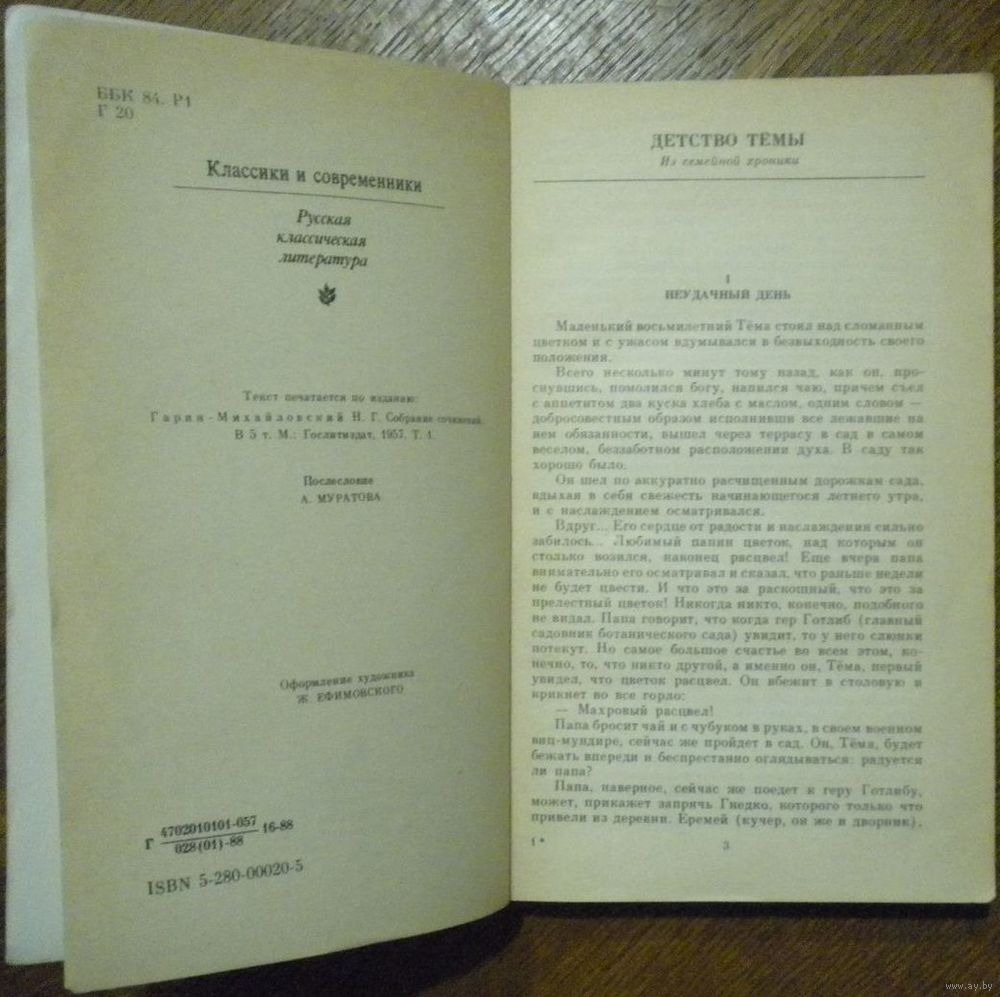 ББК 84. Р1
Г 20
Классики и современники
Русская
классическая
литература
Текст печатается по изданию:
Гарин-Михайловский Н. Г. Собрание сочинений.
В 5 т. М.: Гослитиздат, 1957. Т. 1.
Послесловие
А. МУРАТОВА
Оформление художника
Ж. ЕФИМОВСКОГО
Г 4702010101-057 16-88
028(01)-88
ISBN 5-280-00020-5
ДЕТСТВО ТЁМЫ
Из семейной хроники
I
НЕУДАЧНЫЙ ДЕНЬ
Маленький восьмилетний Тёма стоял над сломанным
цветком и с ужасом вдумывался в безвыходность своего
положения.
Всего несколько минут тому назад, как он, про-
снувшись, помолился богу, напился чаю, причем съел
с аппетитом два куска хлеба с маслом, одним словом —
добросовестным образом исполнивши все лежавшие на
нем обязанности, вышел через террасу в сад в самом
веселом, беззаботном расположении духа. В саду так
хорошо было.
Он шел по аккуратно расчищенным дорожкам сада,
вдыхая в себя свежесть начинающегося летнего утра,
и с наслаждением осматривался.
Вдруг... Его сердце от радости и наслаждения сильно
забилось... Любимый папин цветок, над которым он
столько возился, наконец расцвел! Еще вчера папа
внимательно его осматривал и сказал, что раньше недели
не будет цвести. И что это за роскошный, что это за
прелестный цветок! Никогда никто, конечно, подобного
не видал. Папа говорит, что когда гер Готлиб (главный
садовник ботанического сада) увидит, то у него слюнки
потекут. Но самое большое счастье во всем этом, ко-
нечно, то, что никто другой, а именно он, Тёма, первый
увидел, что цветок расцвел. Он вбежит в столовую и
крикнет во все горло:
— Махровый расцвел!
Папа бросит чай и с чубуком в руках, в своем военном
виц-мундире, сейчас же пройдет в сад. Он, Тёма, будет
бежать впереди и беспрестанно оглядываться: радуется
ли папа?
Папа, наверное, сейчас же поедет к геру Готлибу,
может, прикажет запрячь Гнедко, которого только что
привели из деревни. Еремей (кучер, он же и дворник),
1*
3
www.ay.by